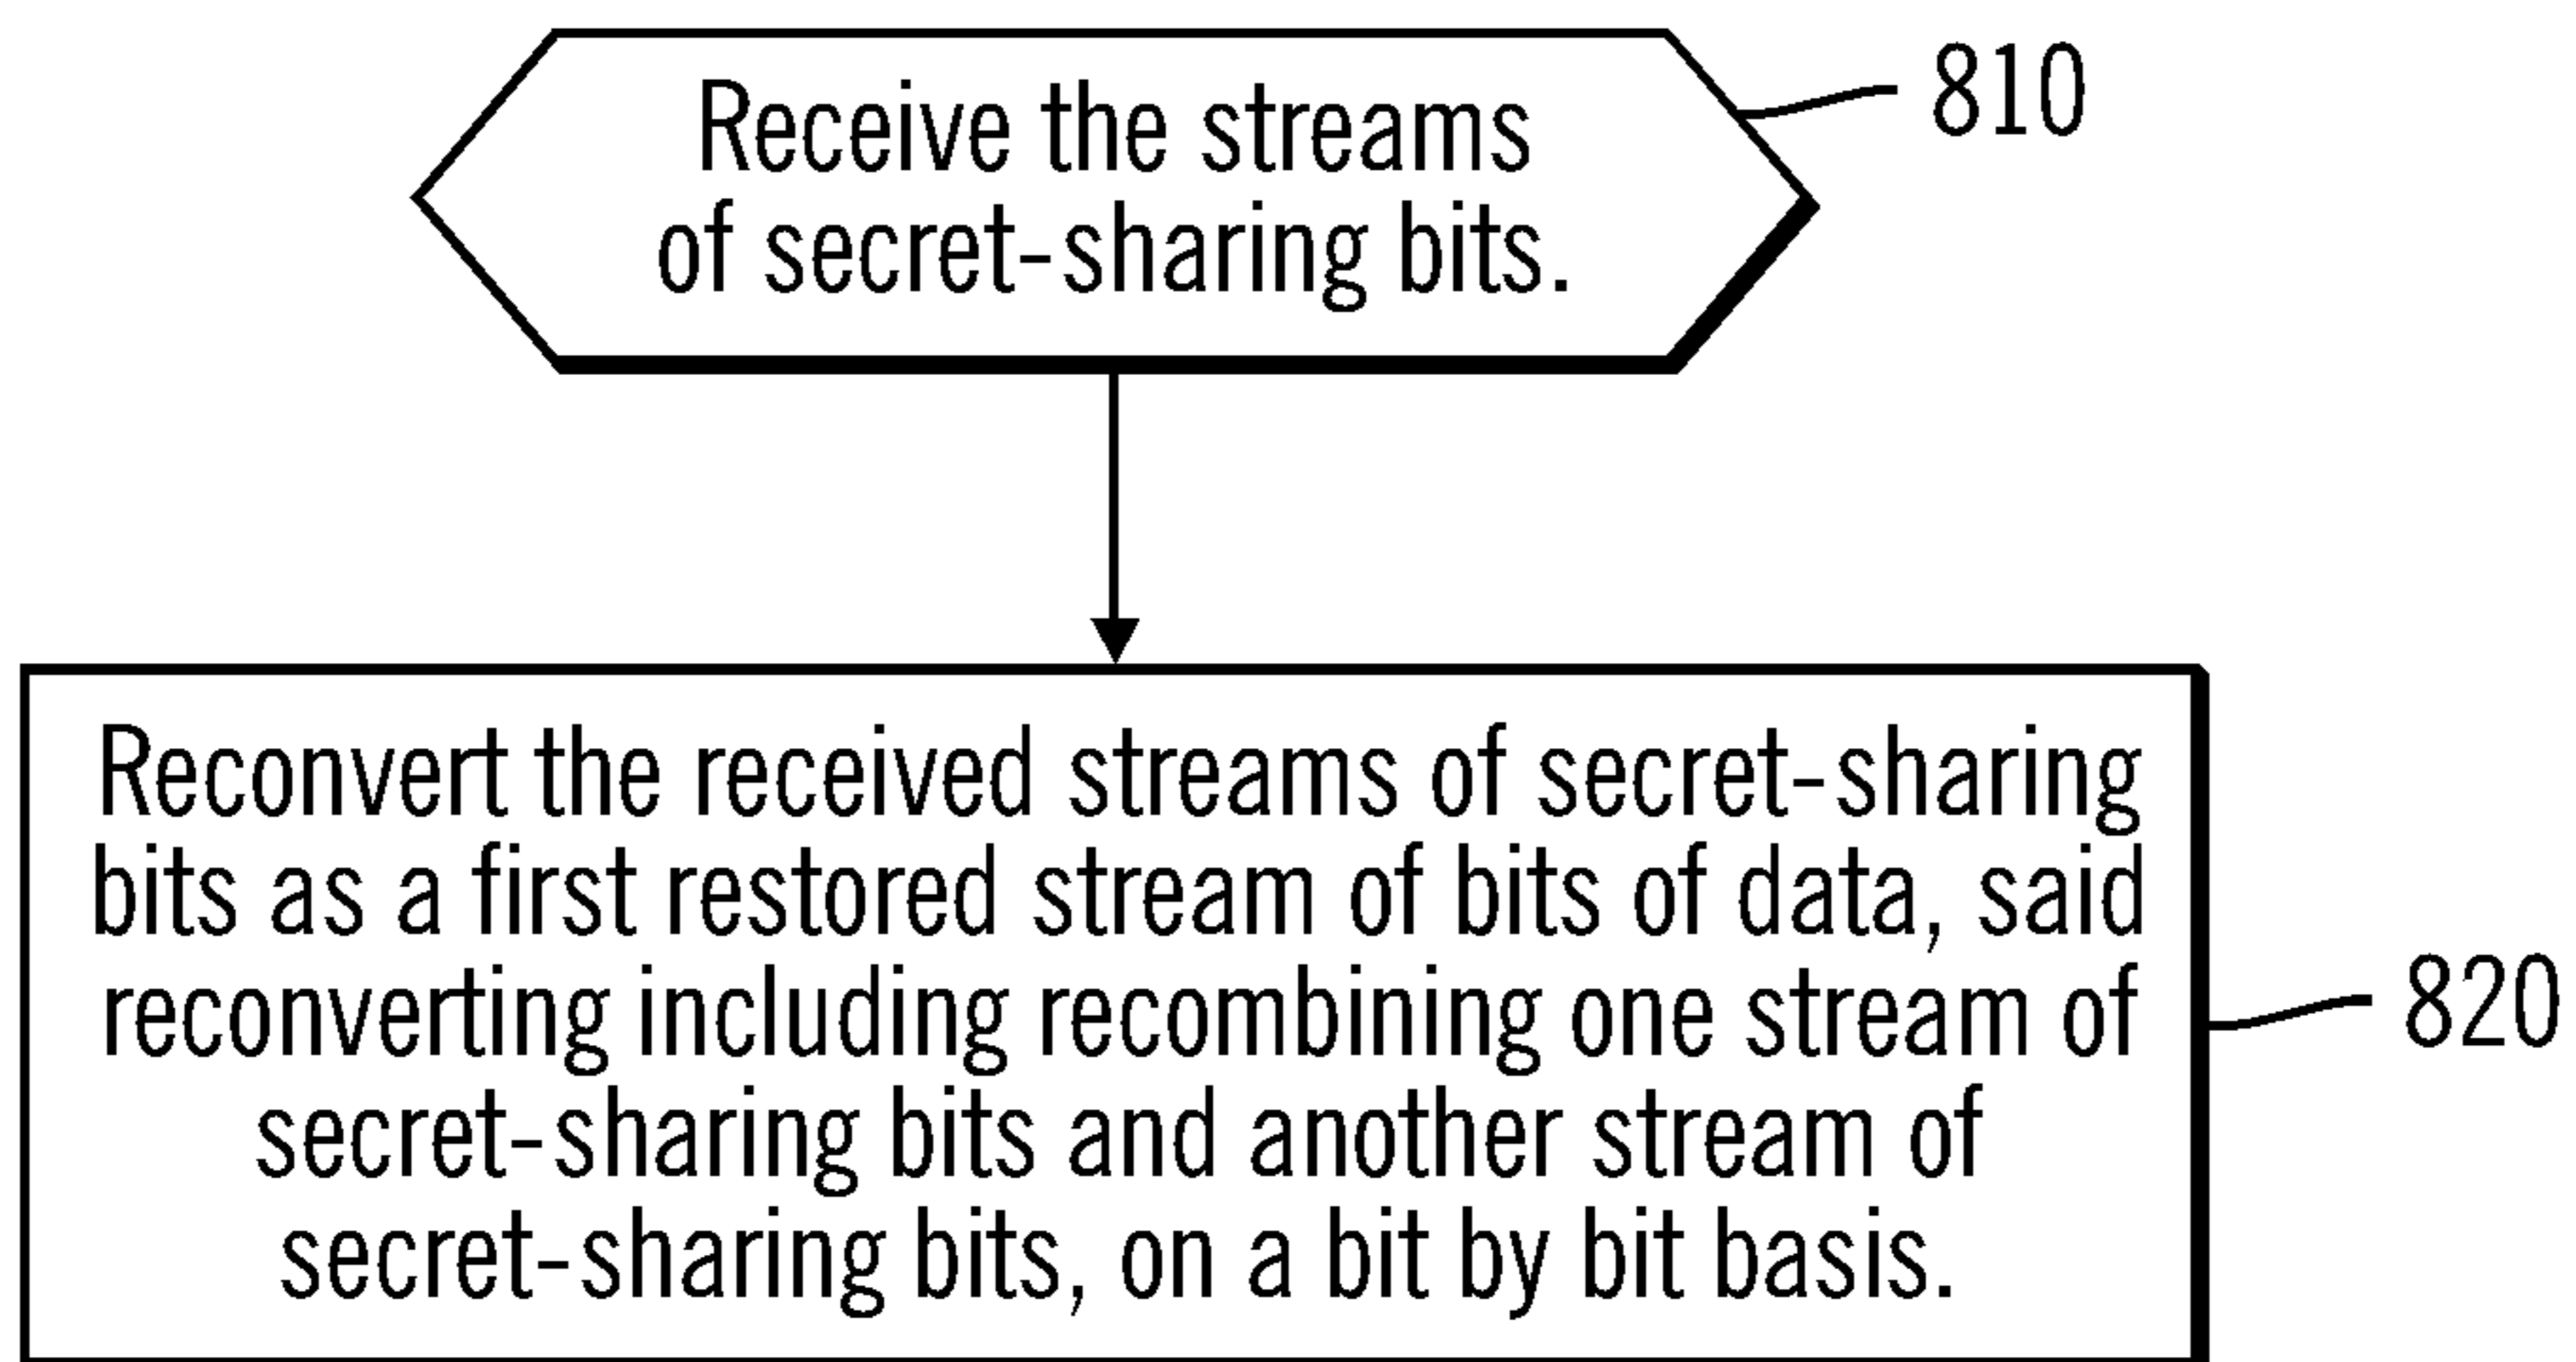 Receive the streams
of secret-sharing bits.
810
Reconvert the received streams of secret-sharing
bits as a first restored stream of bits of data, said
reconverting including recombining one stream of
secret-sharing bits and another stream of
secret-sharing bits, on a bit by bit basis.
820